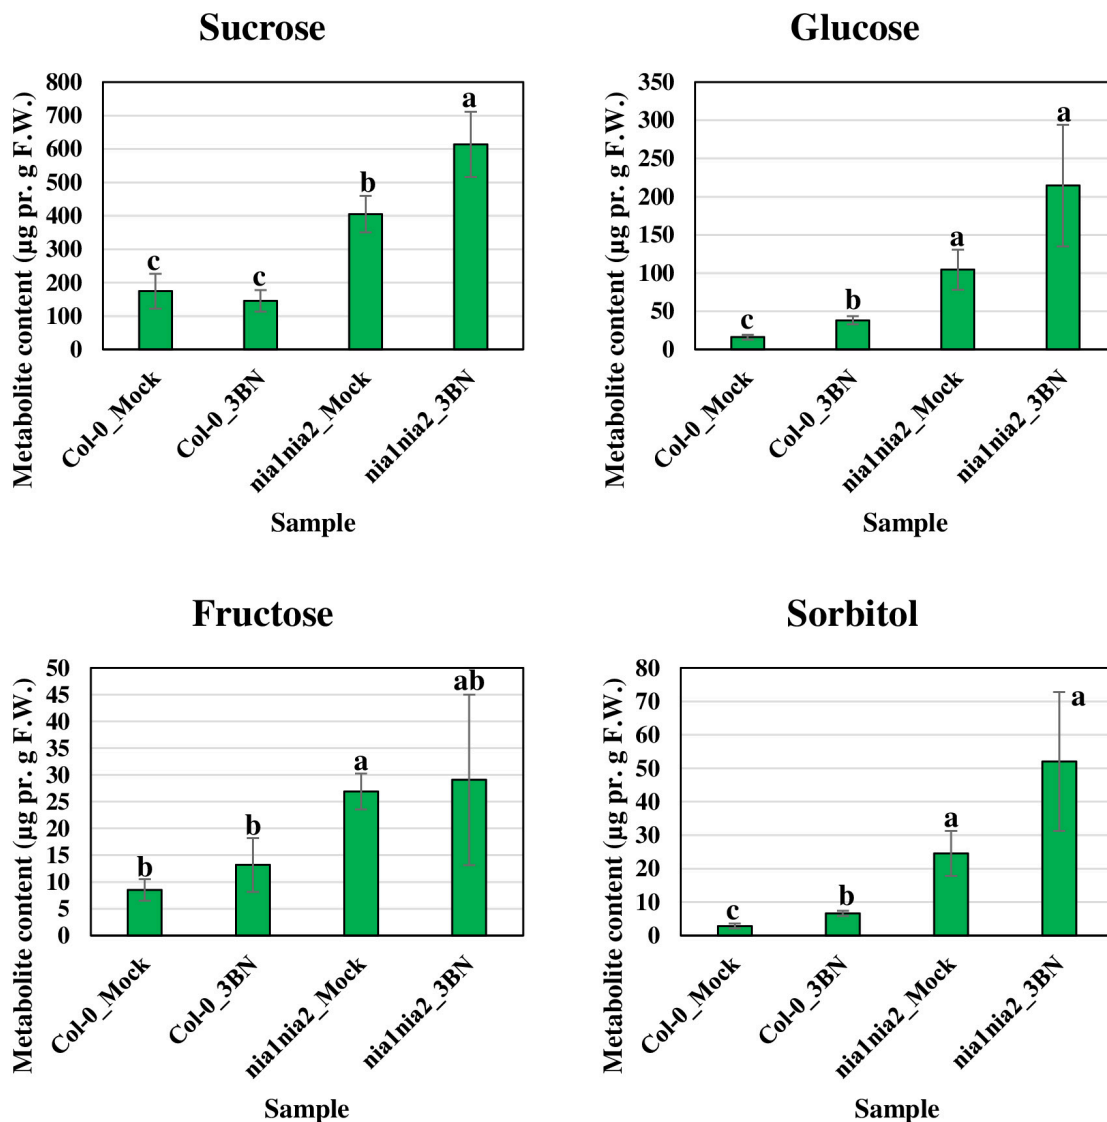 Sucrose
Metabolite content (µg pr. g F.W.)
800
700
600
500
400
300
200
100
0
c
c
b
a
Col-0_Mock
Col-0_3BN
nia1nia2_Mock
nia1nia2_3BN
Sample
Glucose
Metabolite content (µg pr. g F.W.)
350
300
250
200
150
100
50
0
c
b
a
a
Col-0_Mock
Col-0_3BN
nia1nia2_Mock
nia1nia2_3BN
Sample
Fructose
Metabolite content (µg pr. g F.W.)
50
45
40
35
30
25
20
15
10
5
0
b
b
a
ab
Col-0_Mock
Col-0_3BN
nia1nia2_Mock
nia1nia2_3BN
Sample
Sorbitol
Metabolite content (µg pr. g F.W.)
80
70
60
50
40
30
20
10
0
c
b
a
a
Col-0_Mock
Col-0_3BN
nia1nia2_Mock
nia1nia2_3BN
Sample